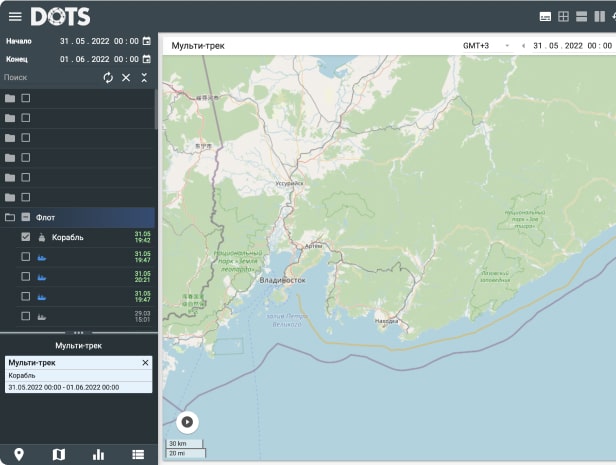 DOTS
Начало 31 . 05 . 2022 00 : 00
Конец 01 . 06 . 2022 00 : 00
Поиск
Флот
Корабль 31.05 19:42
31.05 19:47
31.05 20:21
31.05 19:47
29.03 15:01
Мульти-трек
Мульти-трек
Корабль
31.05.2022 00:00 - 01.06.2022 00:00
Мульти-трек GMT+3 31 . 05 . 2022 00 : 00
东宁市
Уссурийск
Национальный парк «Зов тигра»
Артём
Национальный парк «Земля леопарда»
Владивосток
Лазовский заповедник
Находка
залив Петра Великого
30 km
20 mi